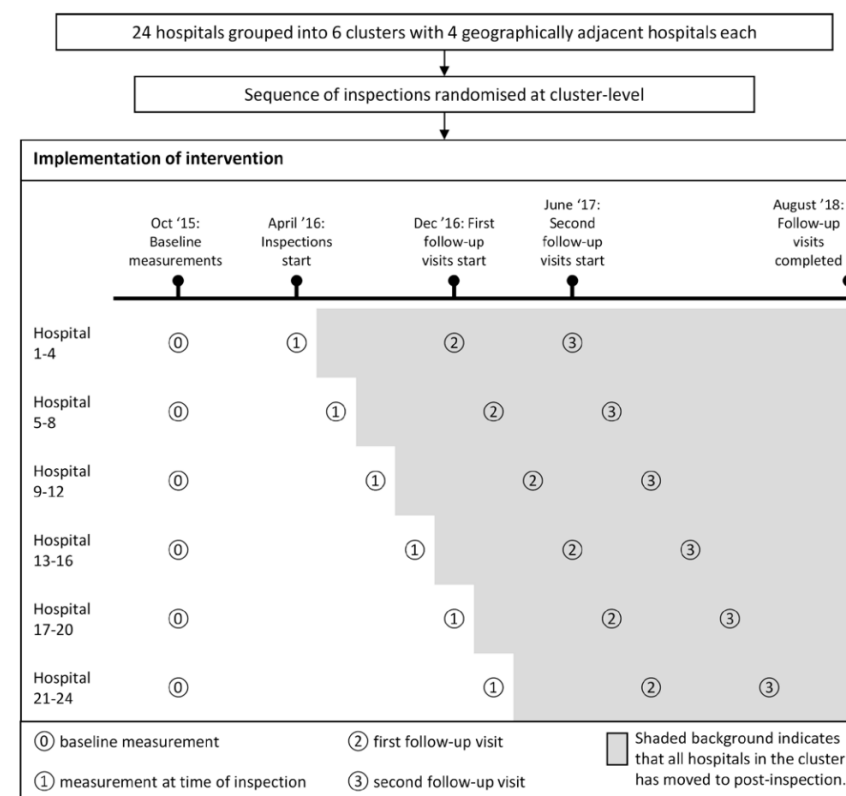 24 hospitals grouped into 6 clusters with 4 geographically adjacent hospitals each
Sequence of inspections randomised at cluster-level
Implementation of intervention
Oct ‘15:
Baseline
measurements
April ’16:
Inspections
start
Dec ’16: First
follow-up
visits start
June ‘17:
Second
follow-up
visits start
August ’18:
Follow-up
visits
completed
Hospital
1-4
0 1 2 3
Hospital
5-8
0 1 2 3
Hospital
9-12
0 1 2 3
Hospital
13-16
0 1 2 3
Hospital
17-20
0 1 2 3
Hospital
21-24
0 1 2 3
0 baseline measurement
1 measurement at time of inspection
2 first follow-up visit
3 second follow-up visit
Shaded background indicates
that all hospitals in the cluster
has moved to post-inspection.